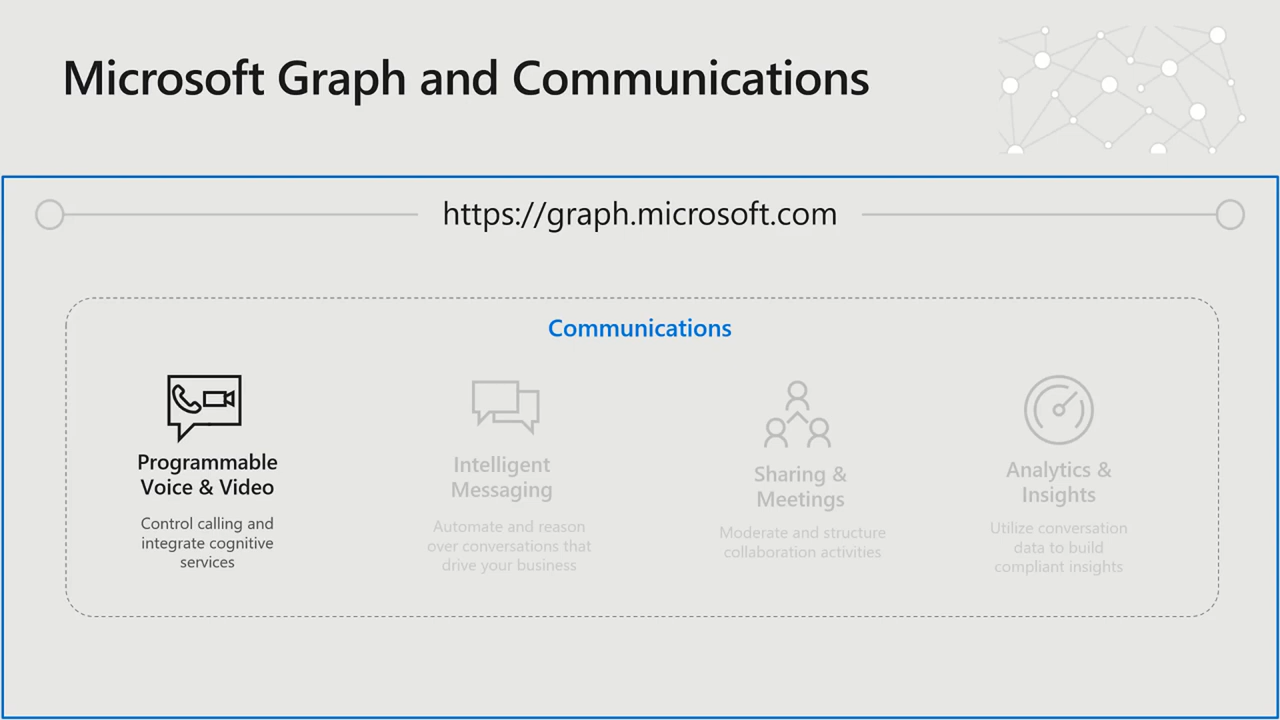 Microsoft Graph and Communications
https://graph.microsoft.com
Communications
Programmable
Voice & Video
Control calling and
integrate cognitive
services
Intelligent
Messaging
Automate and reason
over conversations that
drive your business
Sharing &
Meetings
Moderate and structure
collaboration activities
Analytics &
Insights
Utilize conversation
data to build
compliant insights